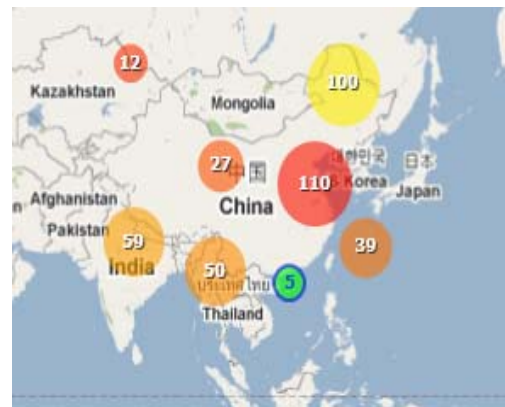 12
100
Kazakhstan
Mongolia
대한민국
日本
27
中国
110
S Korea
Japan
Afghanistan
China
Pakistan
59
39
India
50
ประเทศไทย
5
Thailand